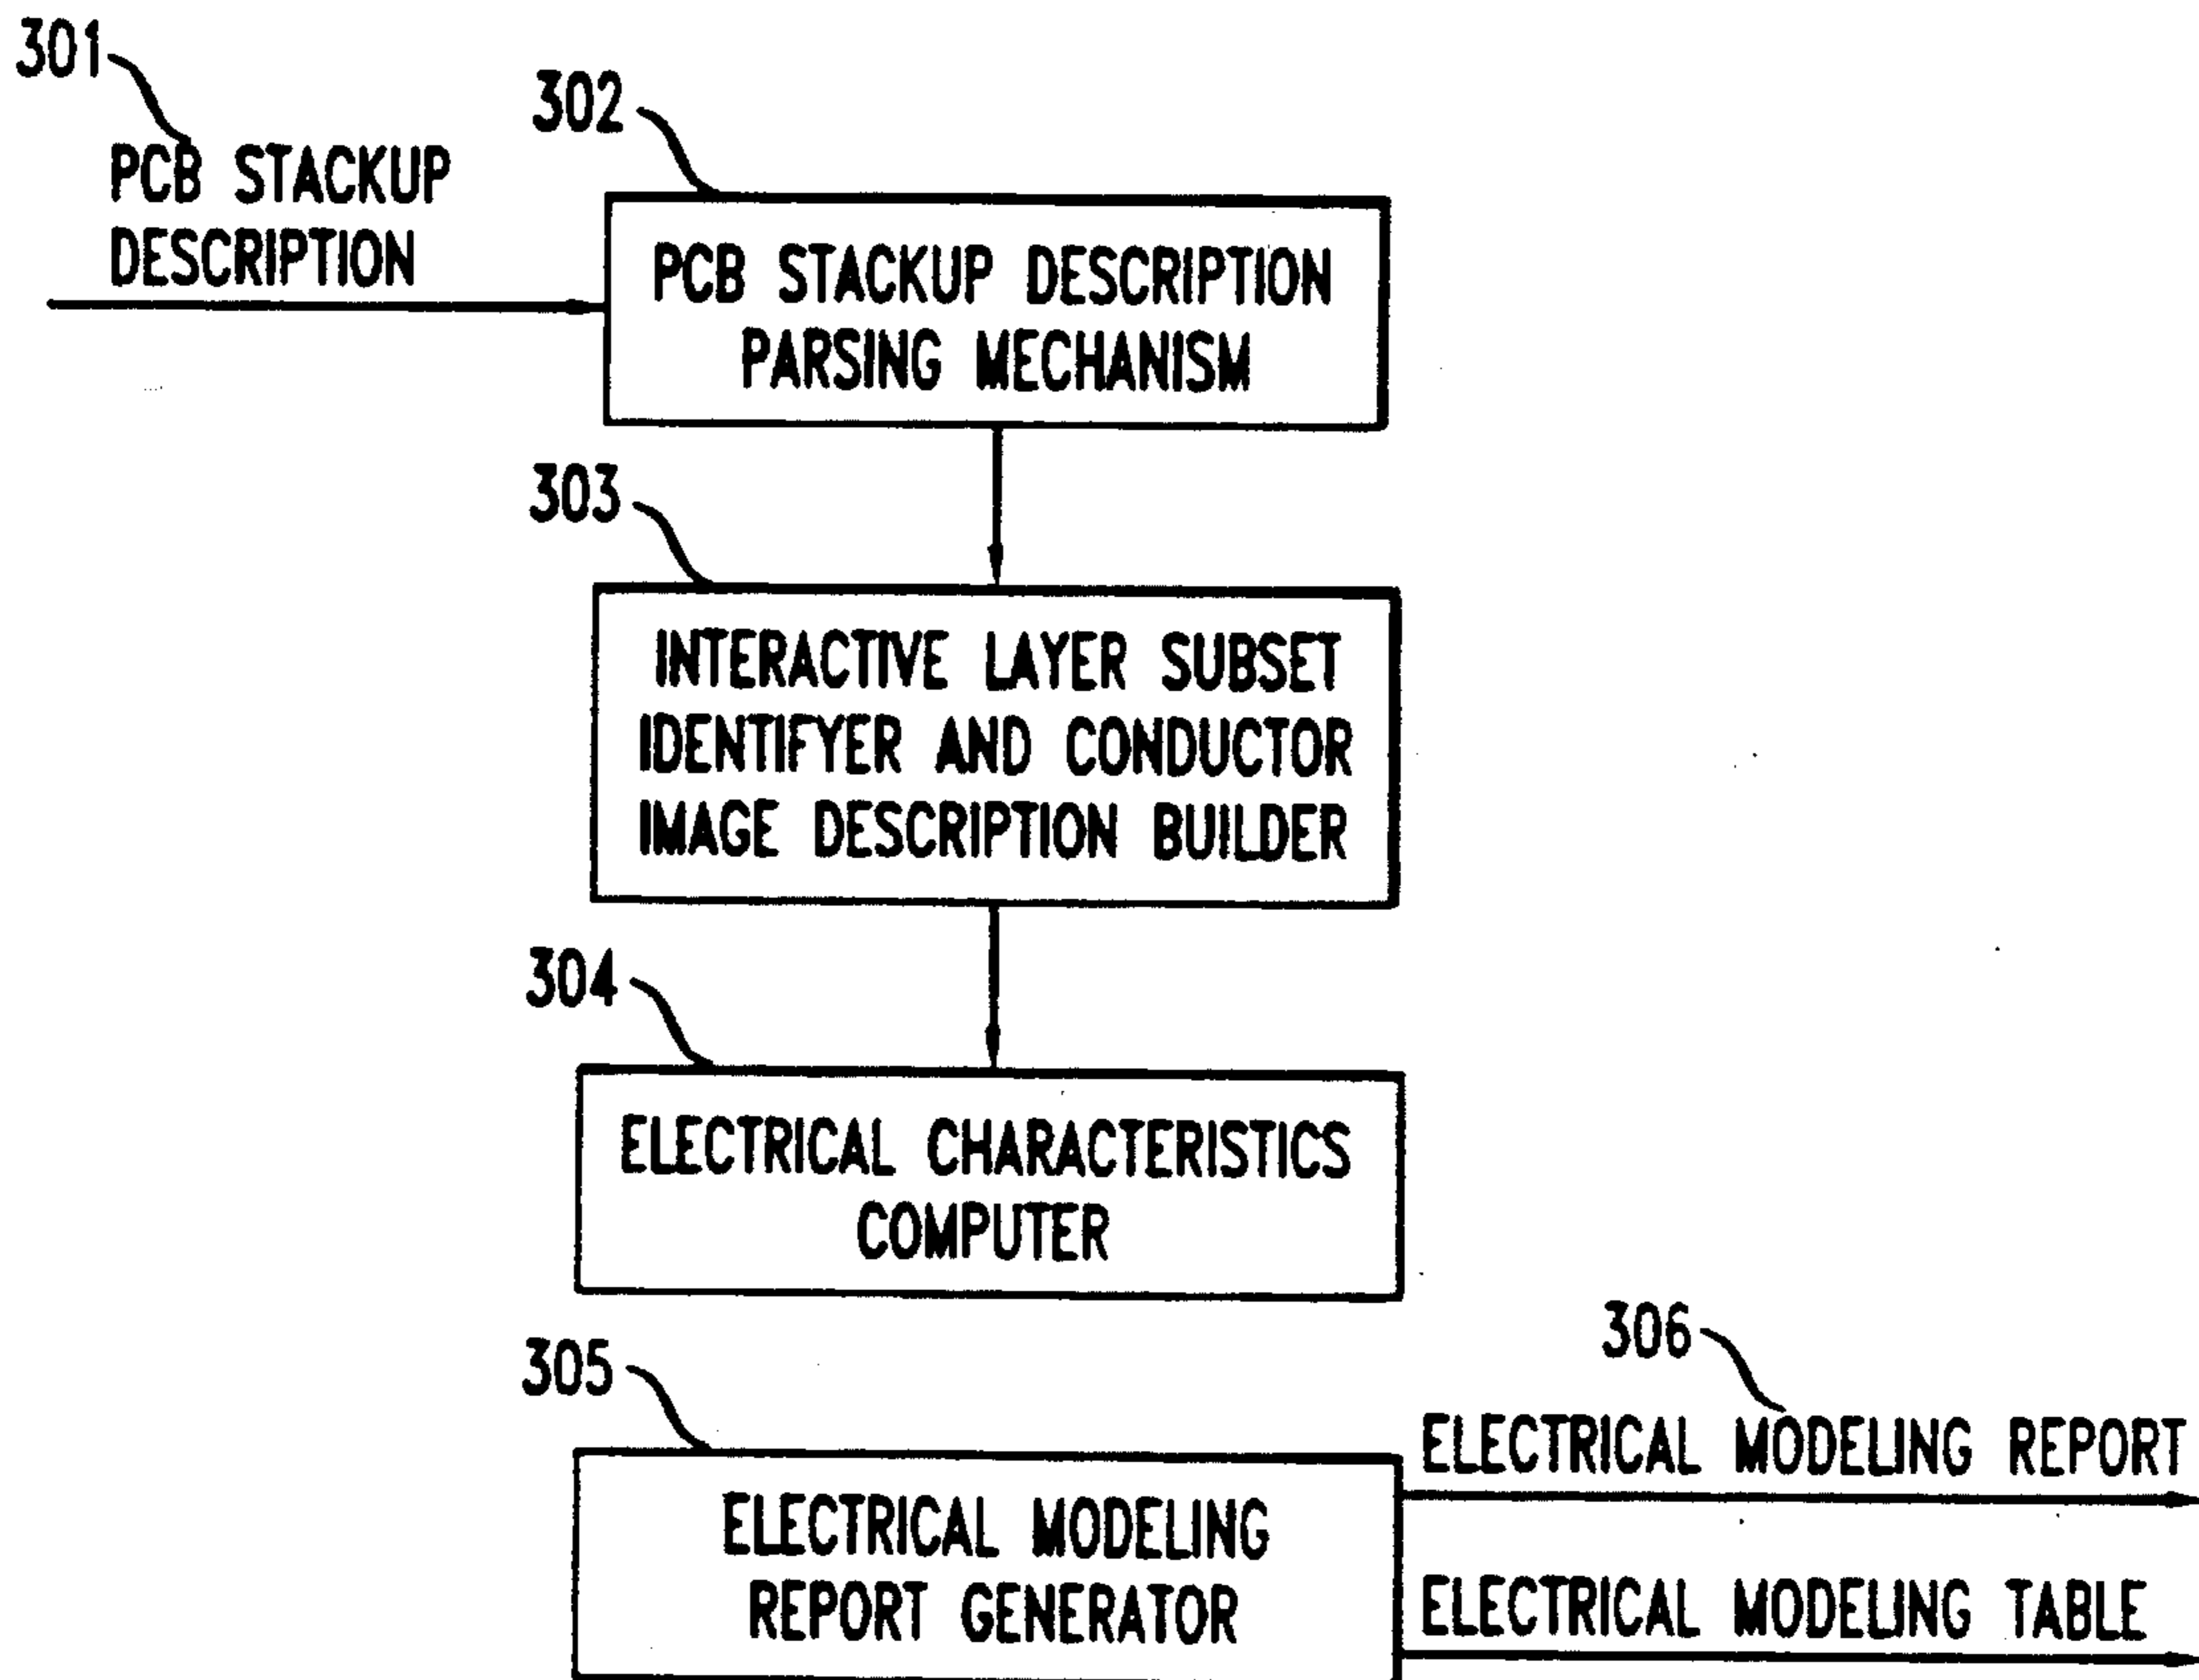 301
PCB STACKUP
DESCRIPTION
302
PCB STACKUP DESCRIPTION
PARSING MECHANISM
303
INTERACTIVE LAYER SUBSET
IDENTIFYER AND CONDUCTOR
IMAGE DESCRIPTION BUILDER
304
ELECTRICAL CHARACTERISTICS
COMPUTER
305
ELECTRICAL MODELING
REPORT GENERATOR
306
ELECTRICAL MODELING REPORT
ELECTRICAL MODELING TABLE